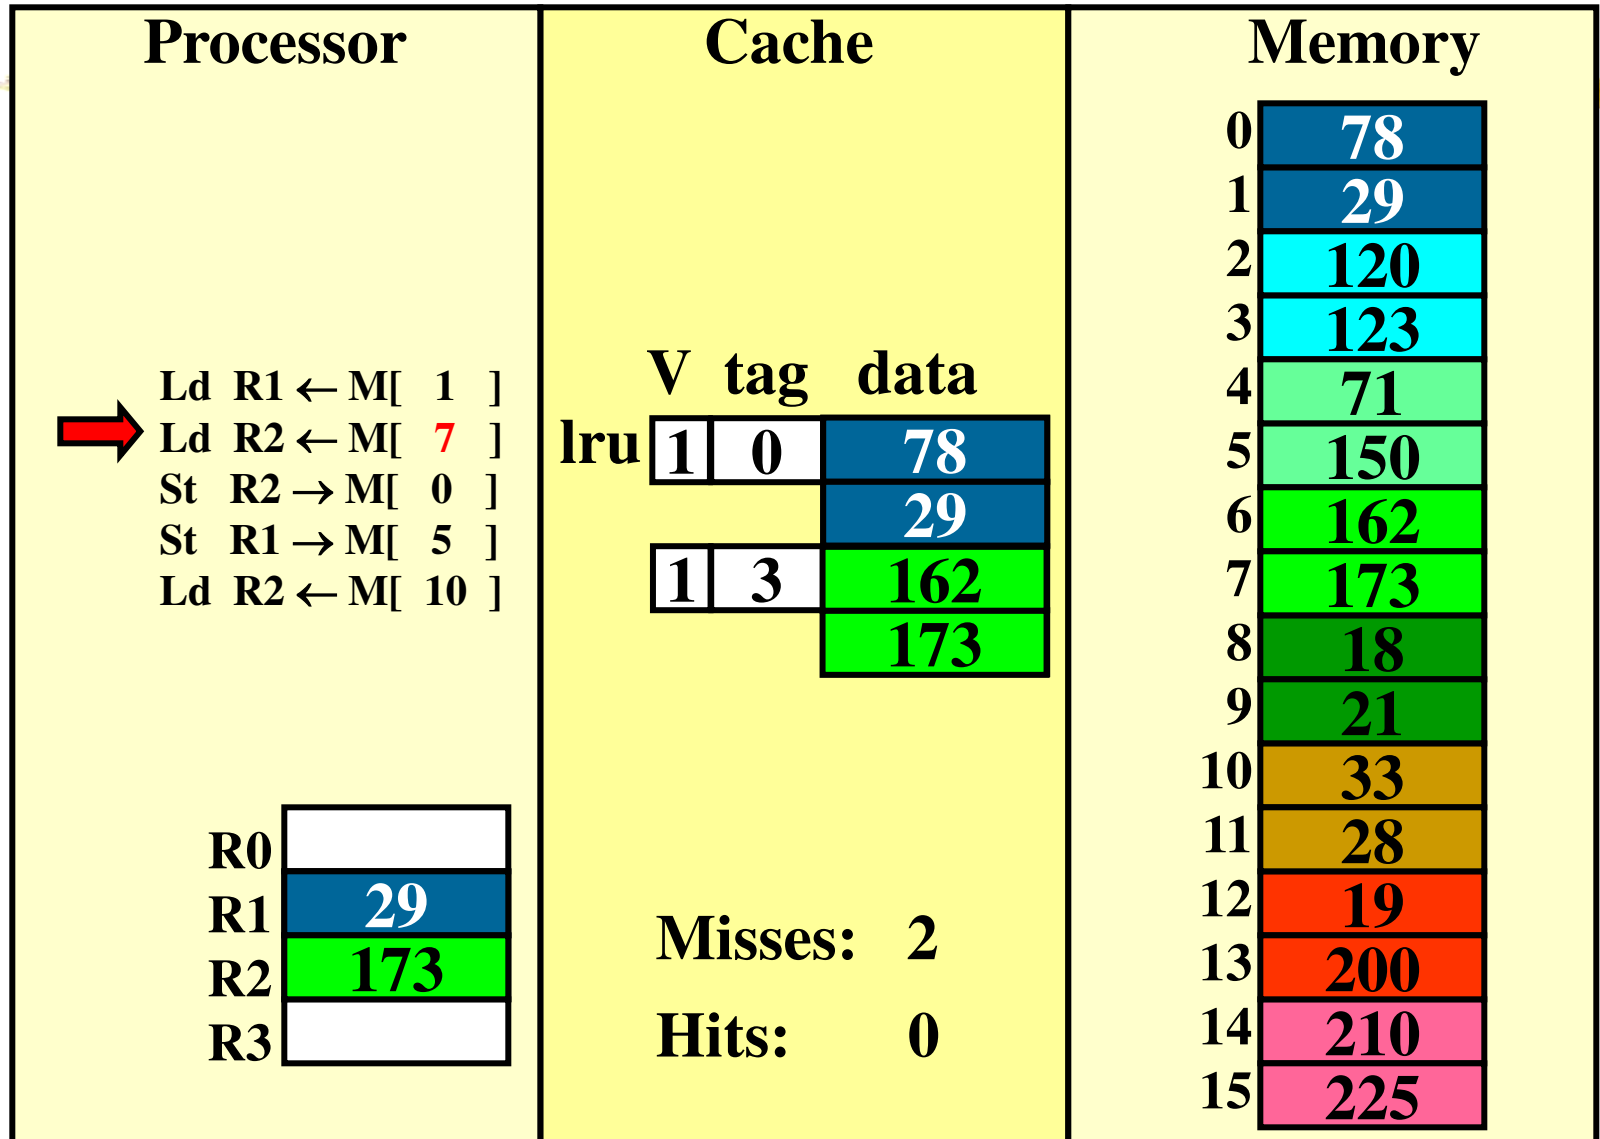 Processor
Ld R1 ← M[ 1 ]
Ld R2 ← M[ 7 ]
St R2 → M[ 0 ]
St R1 → M[ 5 ]
Ld R2 ← M[ 10 ]
R0
R1 29
R2 173
R3
Cache
V tag data
lru 1 0 78
29
1 3 162
173
Misses: 2
Hits: 0
Memory
0 78
1 29
2 120
3 123
4 71
5 150
6 162
7 173
8 18
9 21
10 33
11 28
12 19
13 200
14 210
15 225